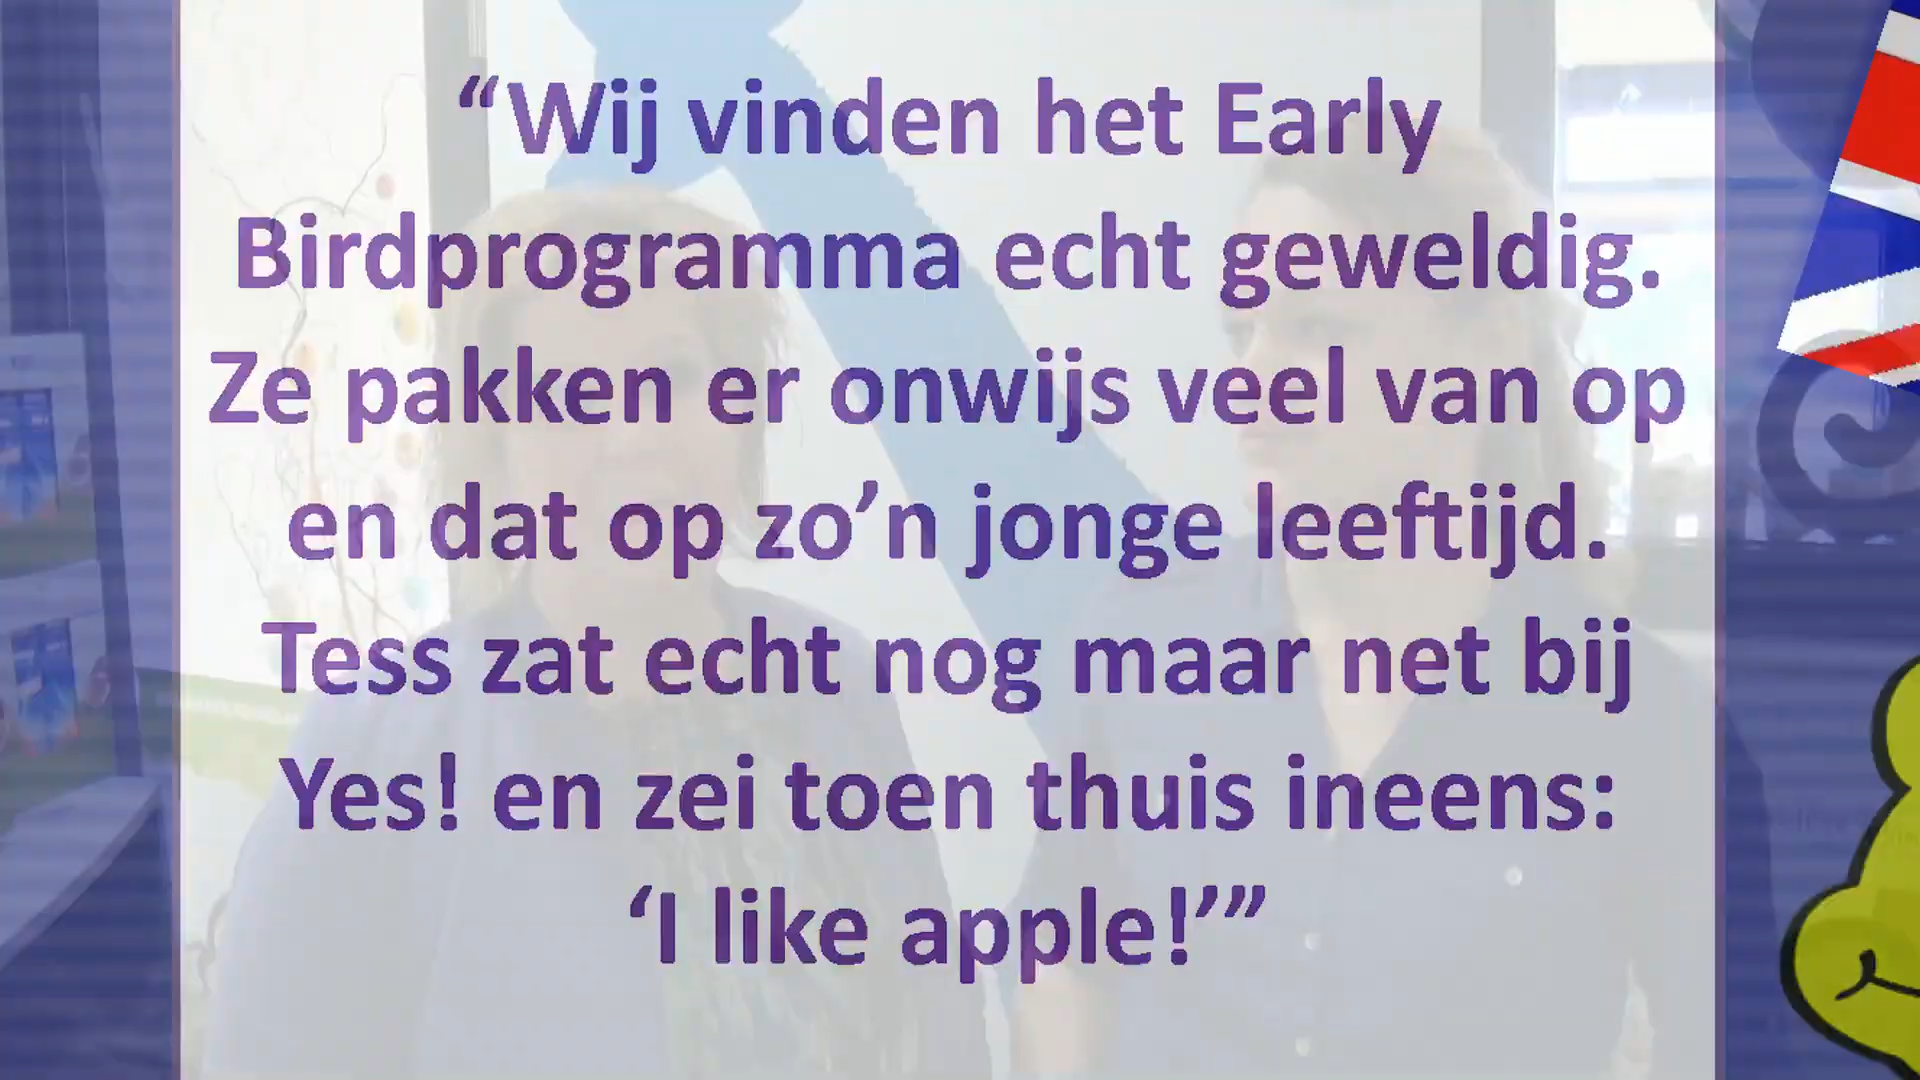 “Wij vinden het Early
Birdprogramma echt geweldig.
Ze pakken er onwijs veel van op
en dat op zo’n jonge leeftijd.
Tess zat echt nog maar net bij
Yes! en zei toen thuis ineens:
‘I like apple!’”